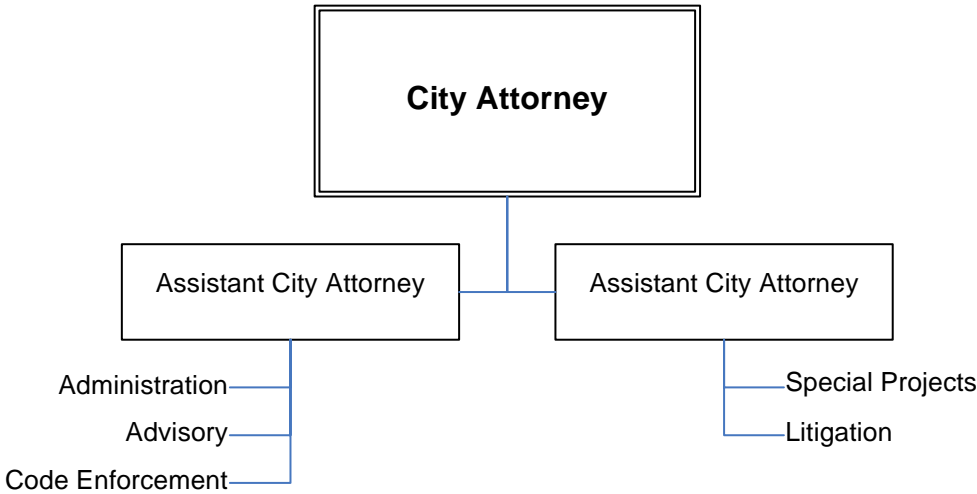 City Attorney
Assistant City Attorney
Assistant City Attorney
Administration
Advisory
Code Enforcement
Special Projects
Litigation